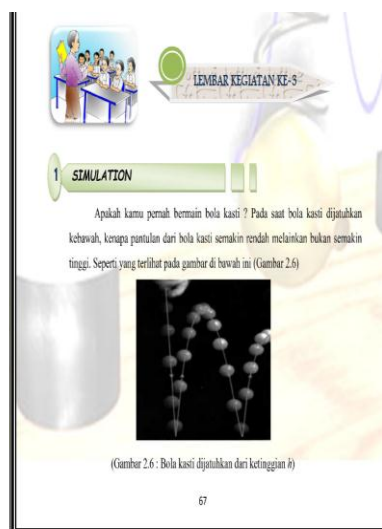 LEMBAR KEGIATAN KE-3
1 SIMULATION
Apakah kamu pernah bermain bola kasti ? Pada saat bola kasti dijatuhkan
kebawah, kenapa pantulan dari bola kasti semakin rendah melainkan bukan semakin
tinggi. Seperti yang terlihat pada gambar di bawah ini (Gambar 2.6)
(Gambar 2.6 : Bola kasti dijatuhkan dari ketinggian h)
67